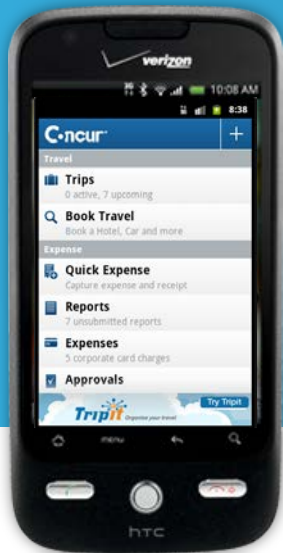 verizon
10:08 AM
8:38
C•ncur
+
Travel
Trips
0 active, 7 upcoming
Book Travel
Book a Hotel, Car and more
Expense
Quick Expense
Capture expense and receipt
Reports
7 unsubmitted reports
Expenses
5 corporate card charges
Approvals
Try Tripit
Tripit Organize your travel
menu
hTC